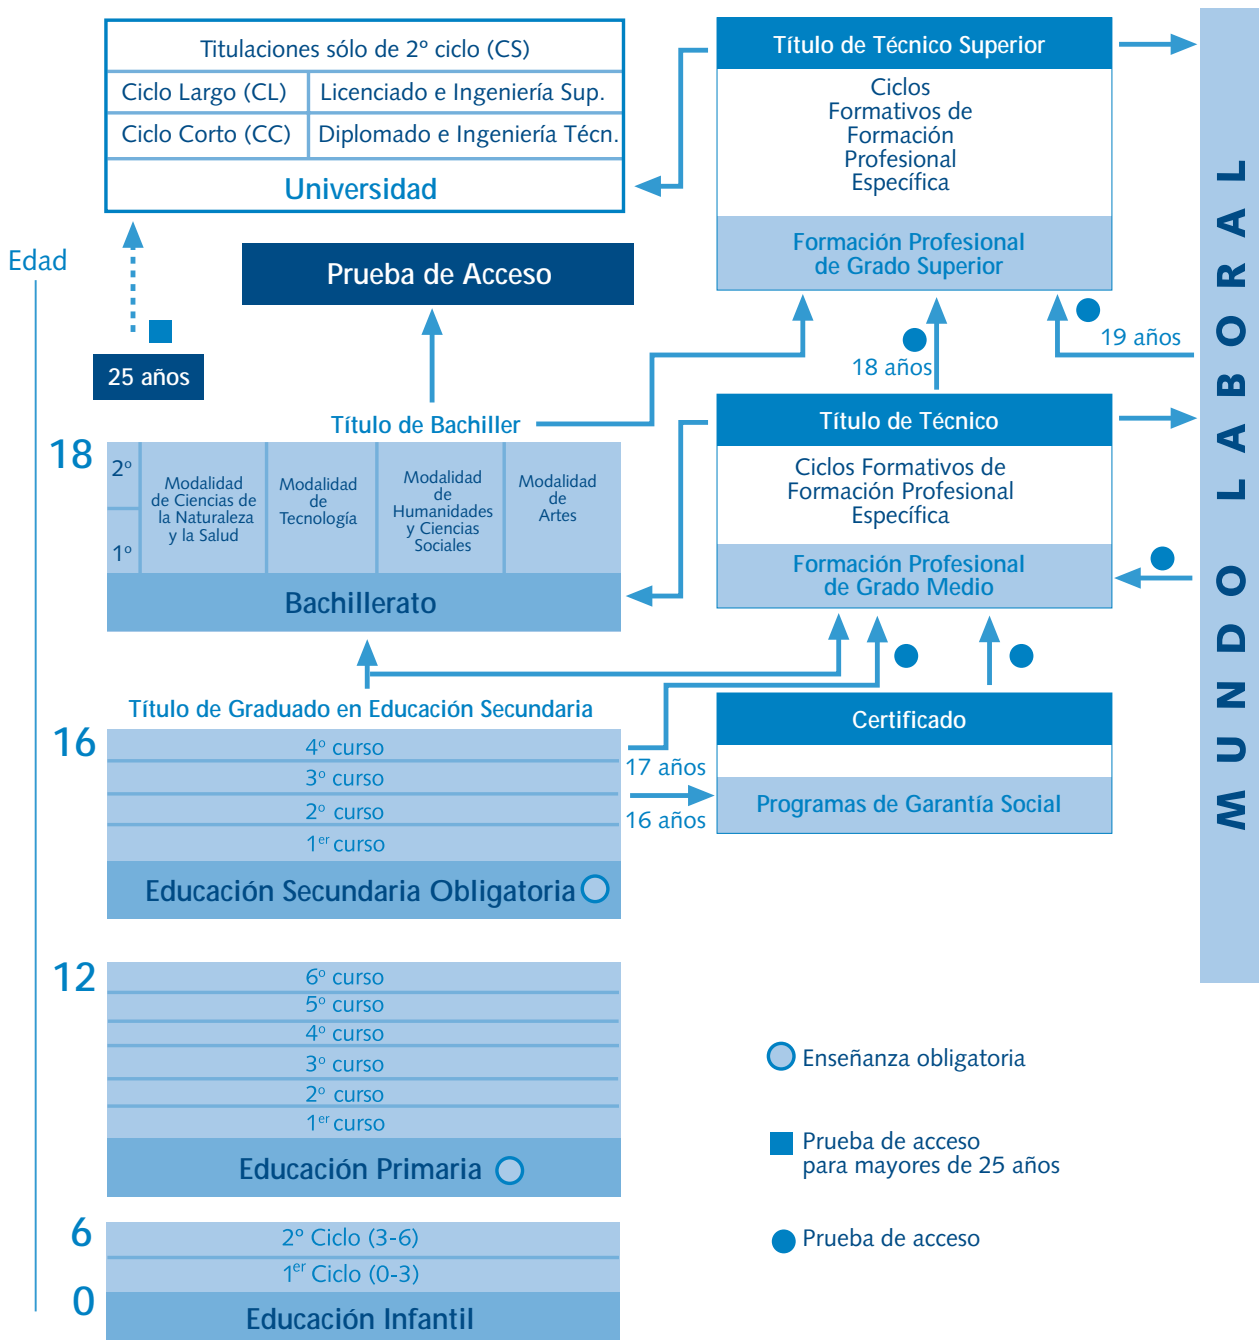 Titulaciones sólo de 2º ciclo (CS)
Ciclo Largo (CL)
Licenciado e Ingeniería Sup.
Ciclo Corto (CC)
Diplomado e Ingeniería Técn.
Universidad
Título de Técnico Superior
Ciclos
Formativos de
Formación
Profesional
Específica
Formación Profesional
de Grado Superior
MUNDO LABORAL
Edad
Prueba de Acceso
25 años
19 años
18 años
Título de Bachiller
18
2º
1º
Modalidad
de Ciencias de
la Naturaleza
y la Salud
Modalidad
de
Tecnología
Modalidad
de
Humanidades
y Ciencias
Sociales
Modalidad
de
Artes
Bachillerato
Título de Técnico
Ciclos Formativos de
Formación Profesional
Específica
Formación Profesional
de Grado Medio
Título de Graduado en Educación Secundaria
16
4º curso
3º curso
2º curso
1er curso
Educación Secundaria Obligatoria
17 años
16 años
Certificado
Programas de Garantía Social
12
6º curso
5º curso
4º curso
3º curso
2º curso
1er curso
Educación Primaria
6
2º Ciclo (3-6)
1er Ciclo (0-3)
0
Educación Infantil
Enseñanza obligatoria
Prueba de acceso
para mayores de 25 años
Prueba de acceso